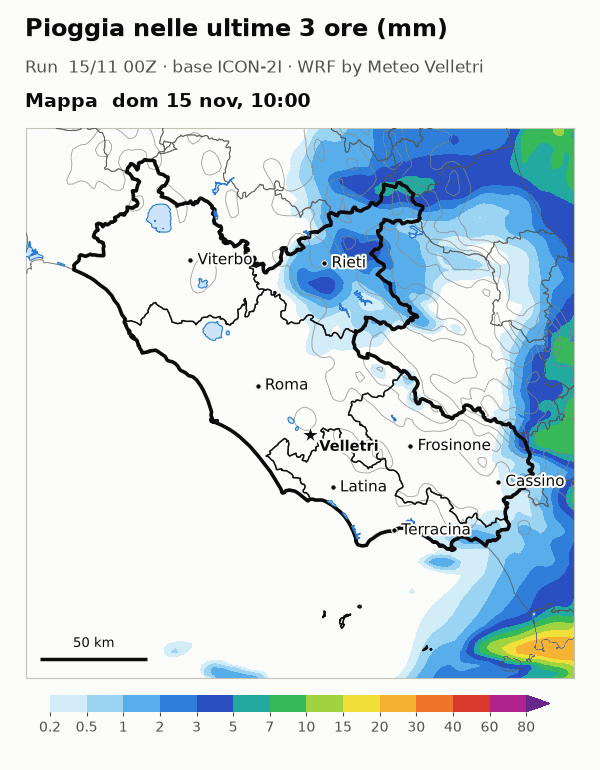 Pioggia nelle ultime 3 ore (mm)
Run  15/11 00Z · base ICON-2I · WRF by Meteo Velletri
Mappa  dom 15 nov, 10:00
Viterbo
Rieti
Roma
Velletri
Frosinone
Latina
Cassino
Terracina
50 km
0.2 0.5 1 2 3 5 7 10 15 20 30 40 60 80